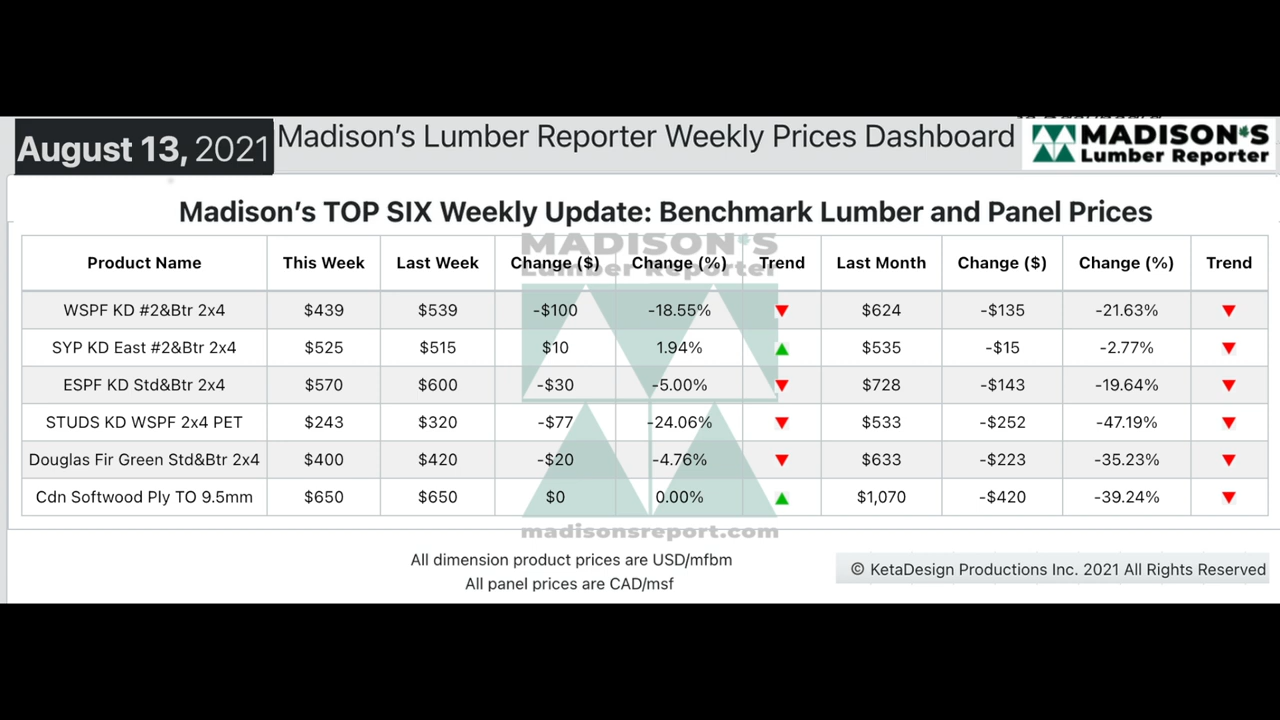 August 13, 2021
Madison's Lumber Reporter Weekly Prices Dashboard
MADISON'S
Lumber Reporter
Madison's TOP SIX Weekly Update: Benchmark Lumber and Panel Prices
MADISON'S
Lumber Reporter
Product Name This Week Last Week Change ($) Change (%) Trend Last Month Change ($) Change (%) Trend
WSPF KD #2&Btr 2x4 $439 $539 -$100 -18.55% ▼ $624 -$135 -21.63% ▼
SYP KD East #2&Btr 2x4 $525 $515 $10 1.94% ▲ $535 -$15 -2.77% ▼
ESPF KD Std&Btr 2x4 $570 $600 -$30 -5.00% ▼ $728 -$143 -19.64% ▼
STUDS KD WSPF 2x4 PET $243 $320 -$77 -24.06% ▼ $533 -$252 -47.19% ▼
Douglas Fir Green Std&Btr 2x4 $400 $420 -$20 -4.76% ▼ $633 -$223 -35.23% ▼
Cdn Softwood Ply TO 9.5mm $650 $650 $0 0.00% ▲ $1,070 -$420 -39.24% ▼
madisonsreport.com
All dimension product prices are USD/mfbm
All panel prices are CAD/msf
© KetaDesign Productions Inc. 2021 All Rights Reserved